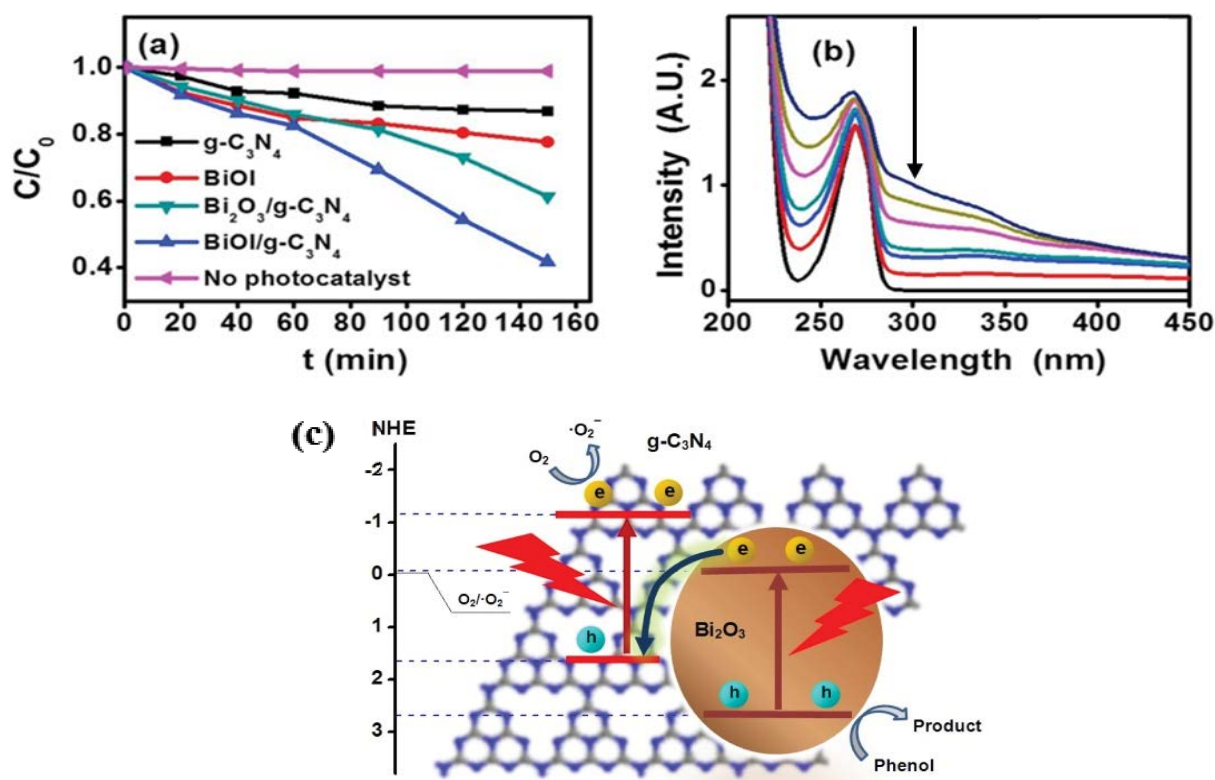 (a)
1.0
0.8
0.6
0.4
C/C₀
g-C₃N₄
BiOI
Bi₂O₃/g-C₃N₄
BiOI/g-C₃N₄
No photocatalyst
0 20 40 60 80 100 120 140 160
t (min)
(b)
2
1
0
Intensity (A.U.)
200 250 300 350 400 450
Wavelength (nm)
(c)
NHE
-2
-1
0
1
2
3
O₂/·O₂⁻
O₂
·O₂⁻
g-C₃N₄
e e
e e
h
Bi₂O₃
h h
Product
Phenol